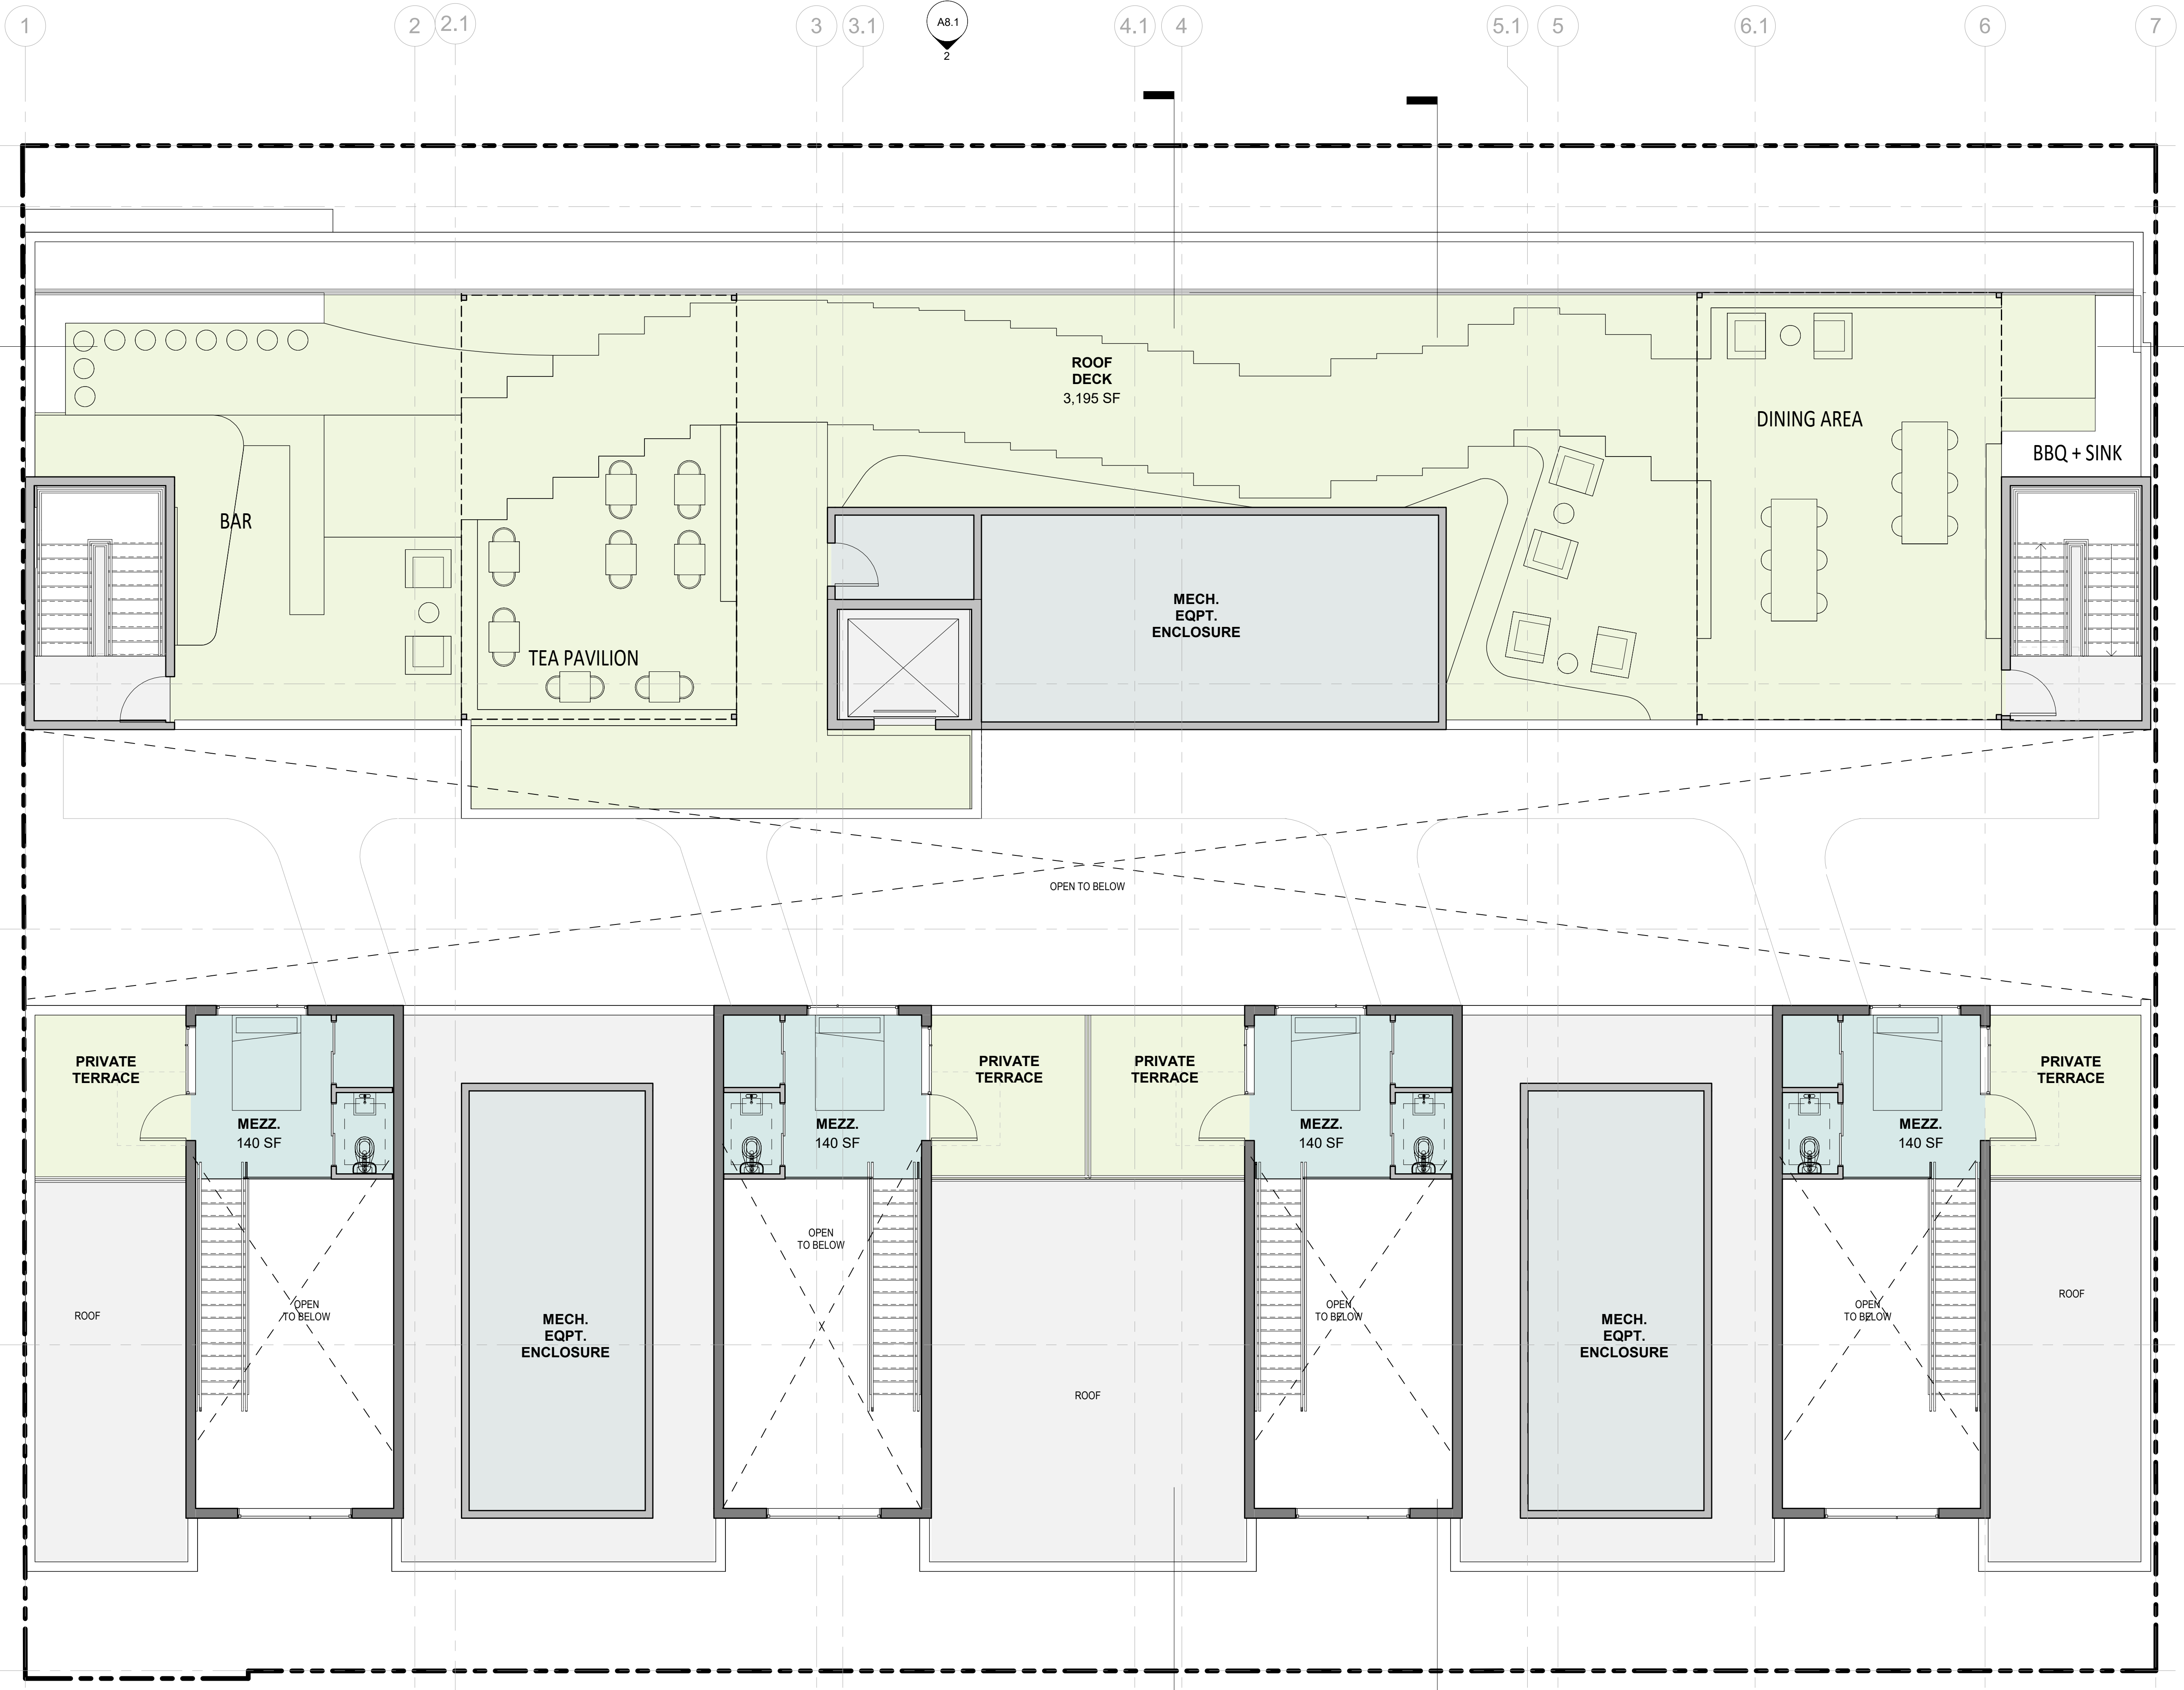 1
2
2.1
3
3.1
A8.1
2
4.1
4
5.1
5
6.1
6
7
ROOF
DECK
3,195 SF
DINING AREA
BBQ + SINK
BAR
TEA PAVILION
MECH.
EQPT.
ENCLOSURE
OPEN TO BELOW
PRIVATE
TERRACE
MEZZ.
140 SF
MEZZ.
140 SF
PRIVATE
TERRACE
PRIVATE
TERRACE
MEZZ.
140 SF
MEZZ.
140 SF
PRIVATE
TERRACE
ROOF
OPEN
TO BELOW
MECH.
EQPT.
ENCLOSURE
OPEN
TO BELOW
ROOF
OPEN
TO BELOW
MECH.
EQPT.
ENCLOSURE
OPEN
TO BELOW
ROOF